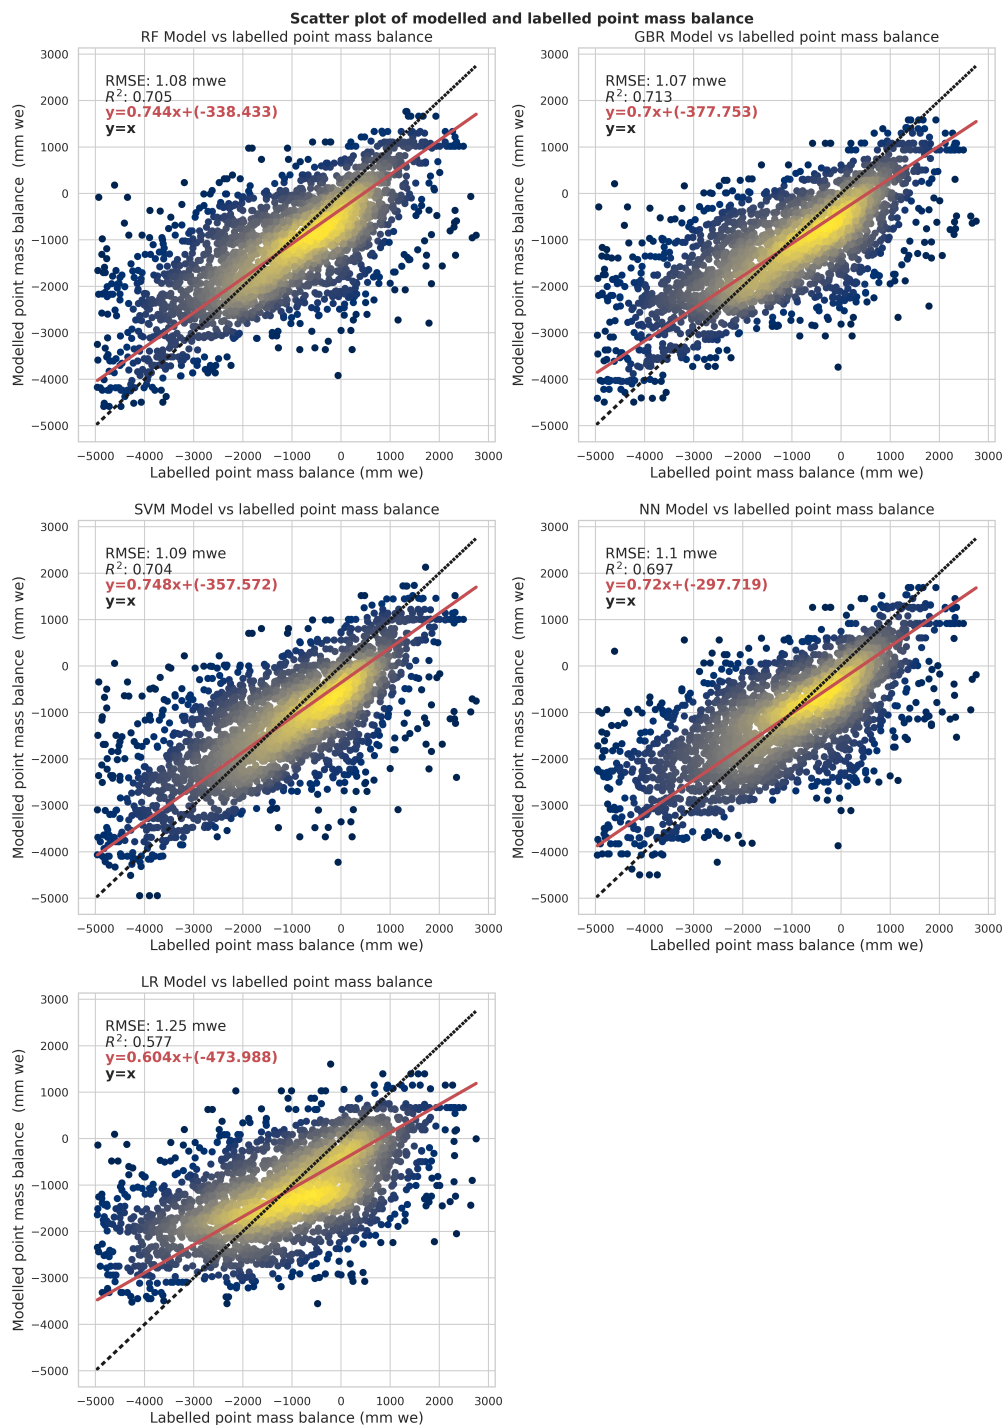 Scatter plot of modelled and labelled point mass balance
RF Model vs labelled point mass balance
3000
2000
1000
0
−1000
−2000
−3000
−4000
−5000
Modelled point mass balance (mm we)
RMSE: 1.08 mwe
R²: 0.705
y=0.744x+(-338.433)
y=x
−5000 −4000 −3000 −2000 −1000 0 1000 2000 3000
Labelled point mass balance (mm we)
GBR Model vs labelled point mass balance
3000
2000
1000
0
−1000
−2000
−3000
−4000
−5000
Modelled point mass balance (mm we)
RMSE: 1.07 mwe
R²: 0.713
y=0.7x+(-377.753)
y=x
−5000 −4000 −3000 −2000 −1000 0 1000 2000 3000
Labelled point mass balance (mm we)
SVM Model vs labelled point mass balance
3000
2000
1000
0
−1000
−2000
−3000
−4000
−5000
Modelled point mass balance (mm we)
RMSE: 1.09 mwe
R²: 0.704
y=0.748x+(-357.572)
y=x
−5000 −4000 −3000 −2000 −1000 0 1000 2000 3000
Labelled point mass balance (mm we)
NN Model vs labelled point mass balance
3000
2000
1000
0
−1000
−2000
−3000
−4000
−5000
Modelled point mass balance (mm we)
RMSE: 1.1 mwe
R²: 0.697
y=0.72x+(-297.719)
y=x
−5000 −4000 −3000 −2000 −1000 0 1000 2000 3000
Labelled point mass balance (mm we)
LR Model vs labelled point mass balance
3000
2000
1000
0
−1000
−2000
−3000
−4000
−5000
Modelled point mass balance (mm we)
RMSE: 1.25 mwe
R²: 0.577
y=0.604x+(-473.988)
y=x
−5000 −4000 −3000 −2000 −1000 0 1000 2000 3000
Labelled point mass balance (mm we)